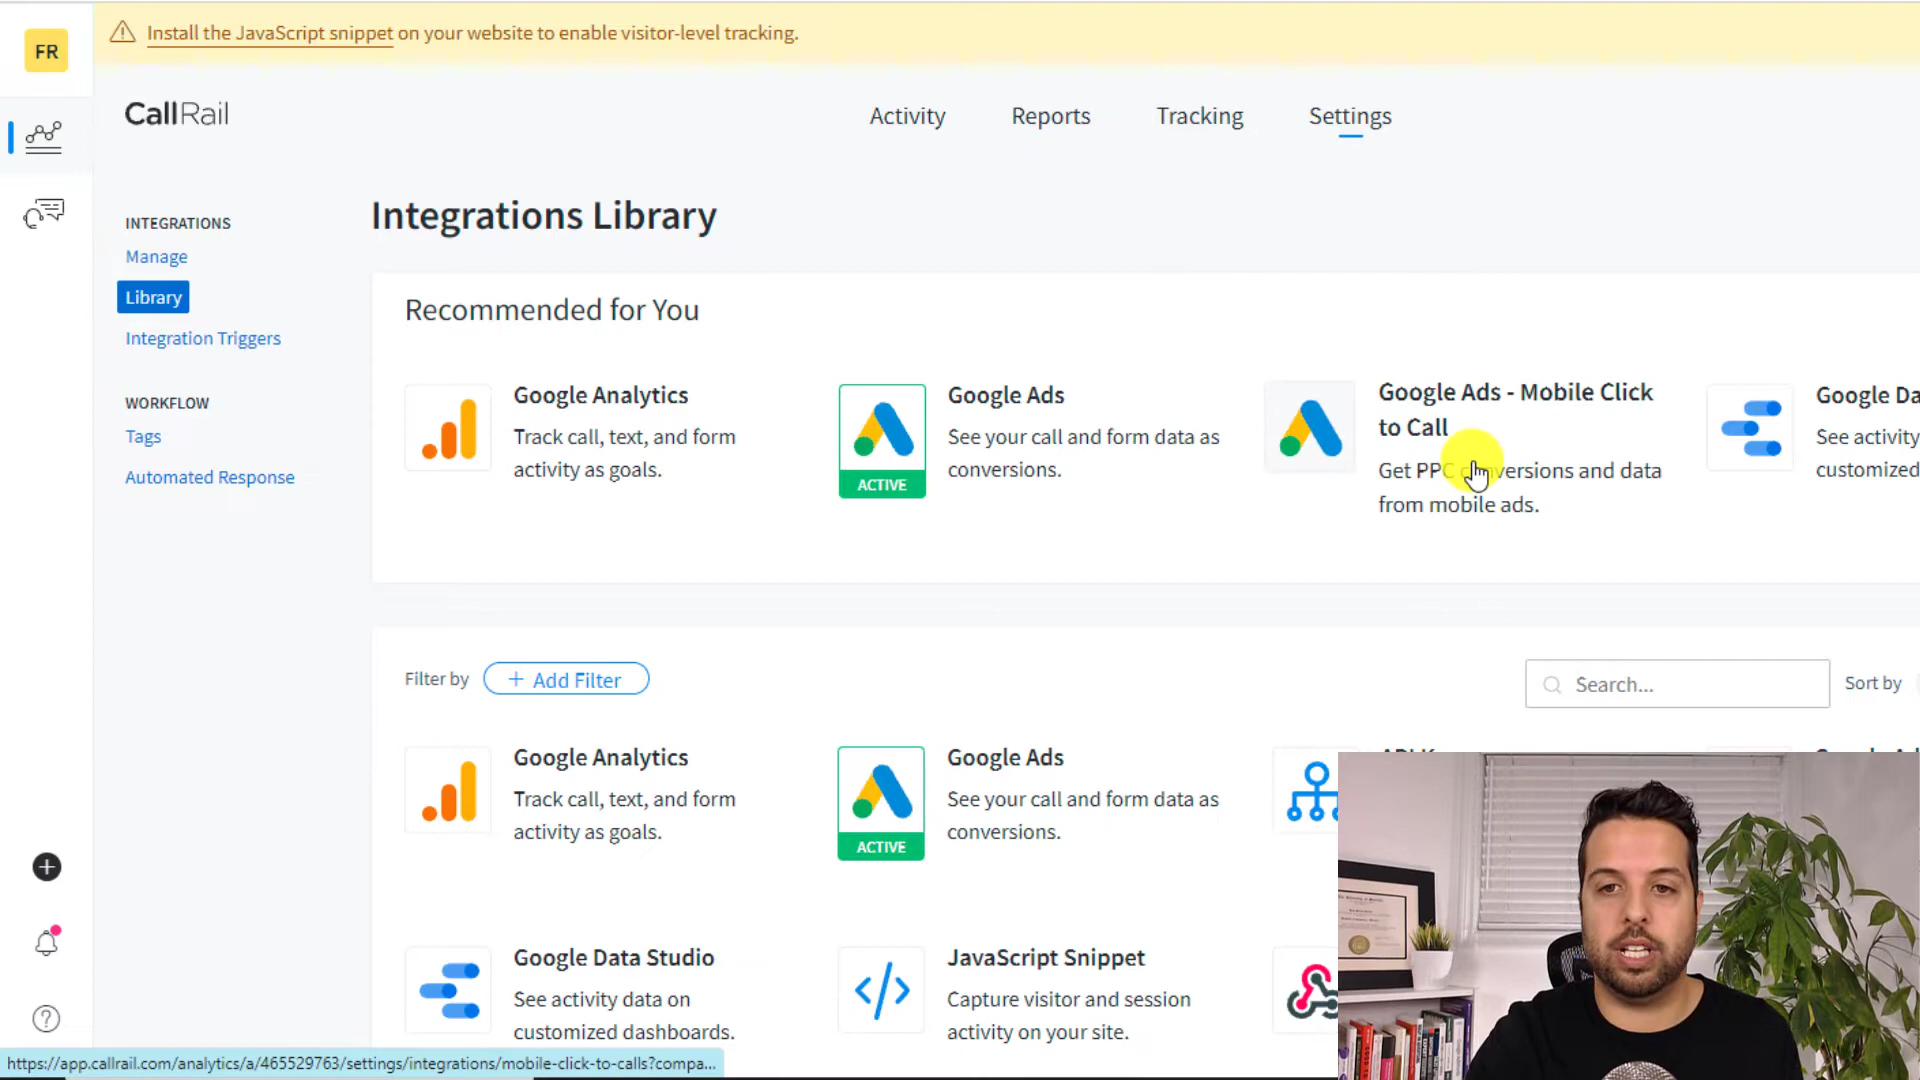 FR
Install the JavaScript snippet on your website to enable visitor-level tracking.
CallRail
Activity
Reports
Tracking
Settings
INTEGRATIONS
Manage
Library
Integration Triggers
WORKFLOW
Tags
Automated Response
Integrations Library
Recommended for You
Google Analytics
Track call, text, and form
activity as goals.
ACTIVE
Google Ads
See your call and form data as
conversions.
Google Ads - Mobile Click
to Call
Get PPC conversions and data
from mobile ads.
Google Da
See activity
customized
Filter by
+ Add Filter
Search...
Sort by
Google Analytics
Track call, text, and form
activity as goals.
ACTIVE
Google Ads
See your call and form data as
conversions.
Google Data Studio
See activity data on
customized dashboards.
JavaScript Snippet
Capture visitor and session
activity on your site.
https://app.callrail.com/analytics/a/465529763/settings/integrations/mobile-click-to-calls?compa...